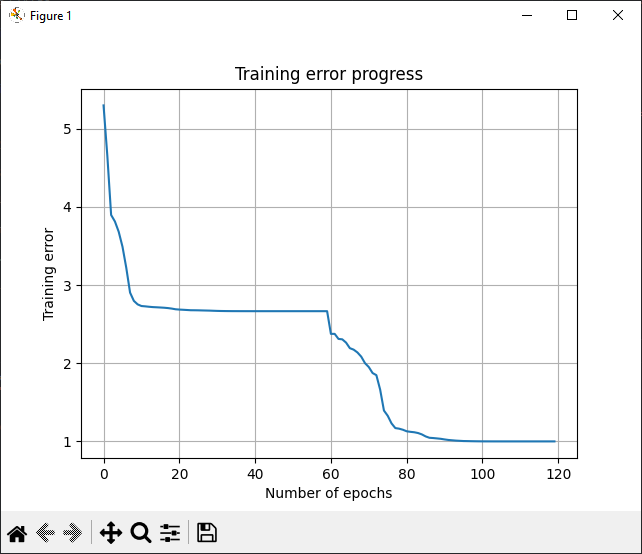 Figure 1
Training error progress
Training error
5
4
3
2
1
0 20 40 60 80 100 120
Number of epochs